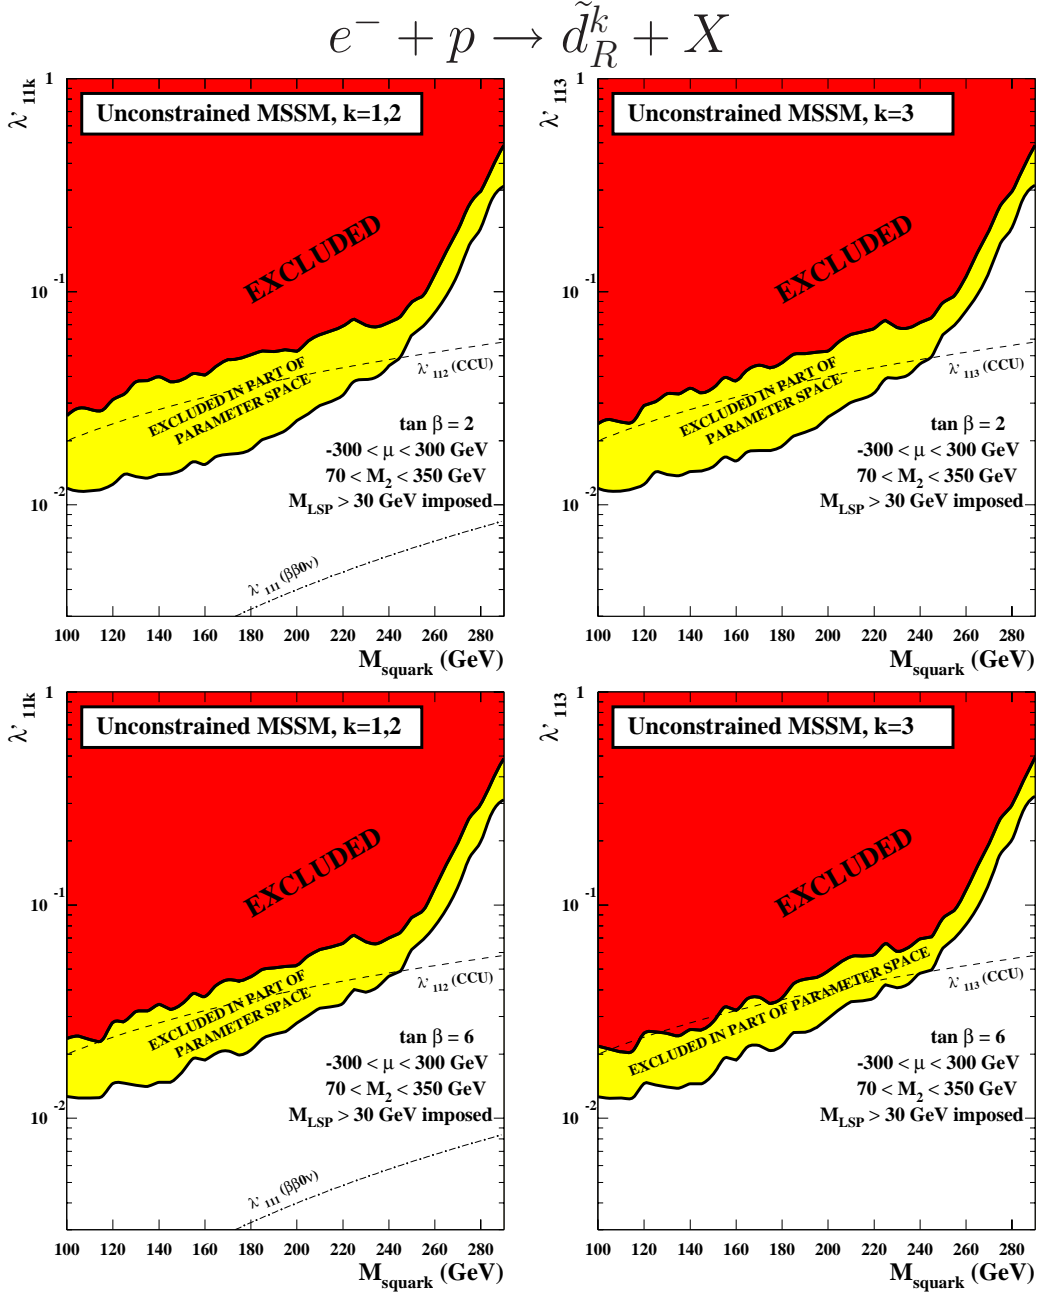 e⁻ + p → d̃ᵏ_R + X
λ'₁₁ₖ
1
10⁻¹
10⁻²
Unconstrained MSSM, k=1,2
EXCLUDED
EXCLUDED IN PART OF
PARAMETER SPACE
λ'₁₁₂ (CCU)
tan β = 2
-300 < μ < 300 GeV
70 < M₂ < 350 GeV
M_LSP > 30 GeV imposed
λ'₁₁₁ (ββ0ν)
100 120 140 160 180 200 220 240 260 280
M_squark (GeV)
λ'₁₁₃
1
10⁻¹
10⁻²
Unconstrained MSSM, k=3
EXCLUDED
EXCLUDED IN PART OF
PARAMETER SPACE
λ'₁₁₃ (CCU)
tan β = 2
-300 < μ < 300 GeV
70 < M₂ < 350 GeV
M_LSP > 30 GeV imposed
100 120 140 160 180 200 220 240 260 280
M_squark (GeV)
λ'₁₁ₖ
1
10⁻¹
10⁻²
Unconstrained MSSM, k=1,2
EXCLUDED
EXCLUDED IN PART OF
PARAMETER SPACE
λ'₁₁₂ (CCU)
tan β = 6
-300 < μ < 300 GeV
70 < M₂ < 350 GeV
M_LSP > 30 GeV imposed
λ'₁₁₁ (ββ0ν)
100 120 140 160 180 200 220 240 260 280
M_squark (GeV)
λ'₁₁₃
1
10⁻¹
10⁻²
Unconstrained MSSM, k=3
EXCLUDED
EXCLUDED IN PART OF PARAMETER SPACE
λ'₁₁₃ (CCU)
tan β = 6
-300 < μ < 300 GeV
70 < M₂ < 350 GeV
M_LSP > 30 GeV imposed
100 120 140 160 180 200 220 240 260 280
M_squark (GeV)